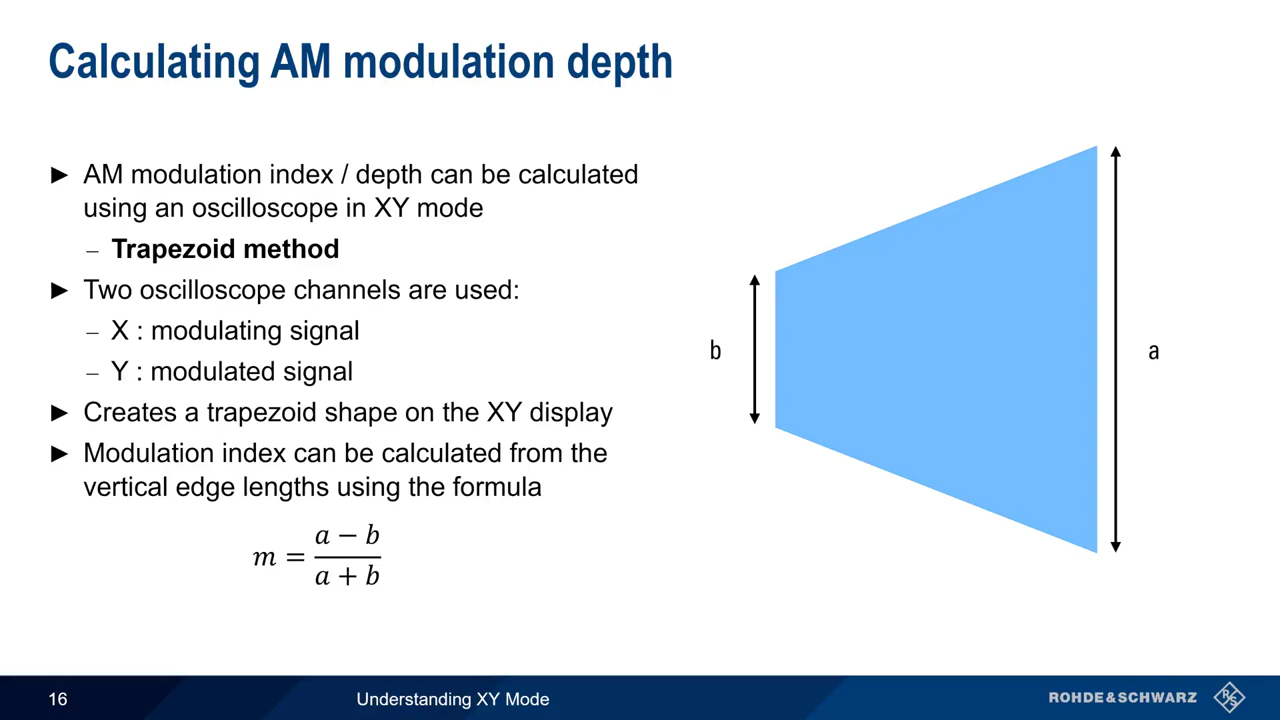 Calculating AM modulation depth
► AM modulation index / depth can be calculated
using an oscilloscope in XY mode
– Trapezoid method
► Two oscilloscope channels are used:
– X : modulating signal
– Y : modulated signal
► Creates a trapezoid shape on the XY display
► Modulation index can be calculated from the
vertical edge lengths using the formula
m = (a − b) / (a + b)
b
a
16
Understanding XY Mode
ROHDE&SCHWARZ
R/S